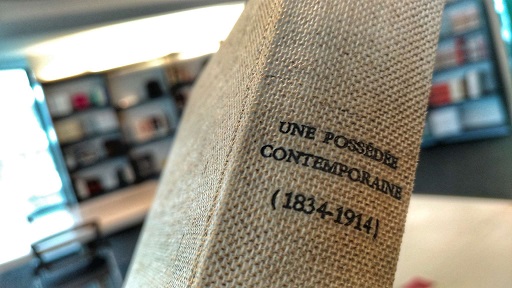 UNE POSSÉDÉE
CONTEMPORAINE
(1834-1914)